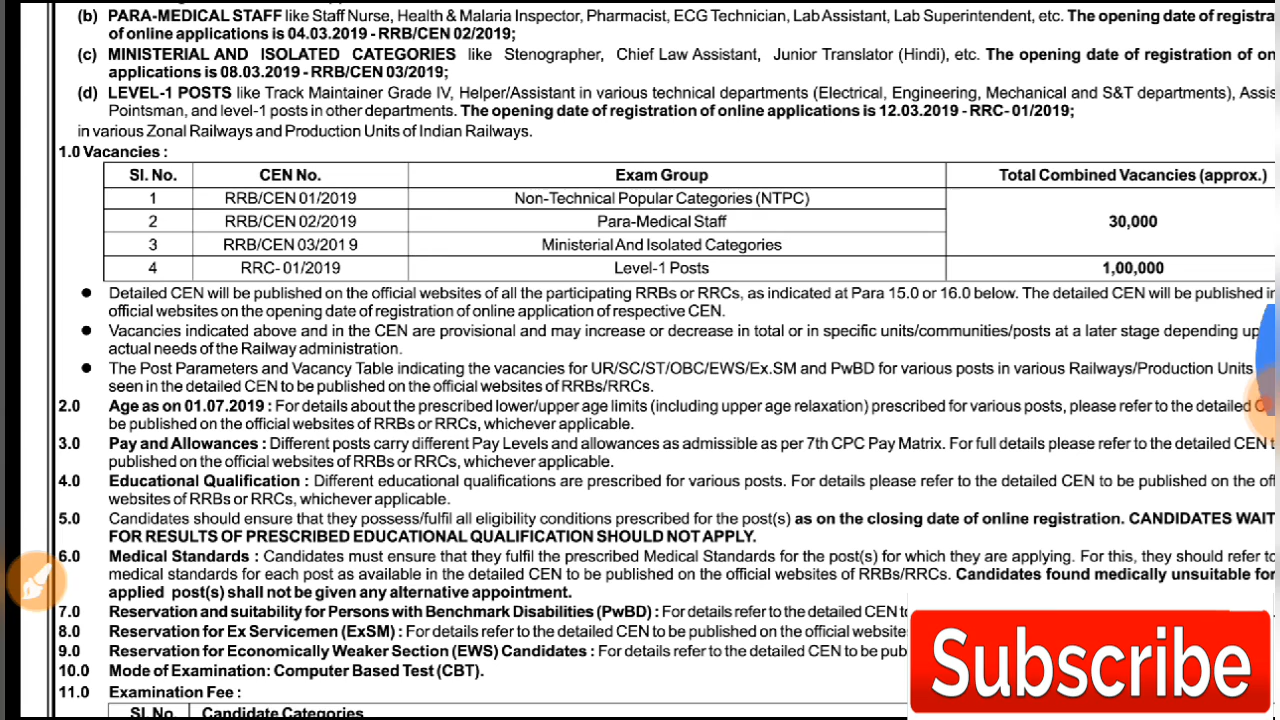 (b) PARA-MEDICAL STAFF like Staff Nurse, Health & Malaria Inspector, Pharmacist, ECG Technician, Lab Assistant, Lab Superintendent, etc. The opening date of registra
of online applications is 04.03.2019 - RRB/CEN 02/2019;
(c) MINISTERIAL AND ISOLATED CATEGORIES like Stenographer, Chief Law Assistant, Junior Translator (Hindi), etc. The opening date of registration of on
applications is 08.03.2019 - RRB/CEN 03/2019;
(d) LEVEL-1 POSTS like Track Maintainer Grade IV, Helper/Assistant in various technical departments (Electrical, Engineering, Mechanical and S&T departments), Assis
Pointsman, and level-1 posts in other departments. The opening date of registration of online applications is 12.03.2019 - RRC- 01/2019;
in various Zonal Railways and Production Units of Indian Railways.
1.0 Vacancies :
Sl. No. CEN No. Exam Group Total Combined Vacancies (approx.)
1 RRB/CEN 01/2019 Non-Technical Popular Categories (NTPC)
2 RRB/CEN 02/2019 Para-Medical Staff 30,000
3 RRB/CEN 03/2019 Ministerial And Isolated Categories
4 RRC- 01/2019 Level-1 Posts 1,00,000
● Detailed CEN will be published on the official websites of all the participating RRBs or RRCs, as indicated at Para 15.0 or 16.0 below. The detailed CEN will be published in
official websites on the opening date of registration of online application of respective CEN.
● Vacancies indicated above and in the CEN are provisional and may increase or decrease in total or in specific units/communities/posts at a later stage depending up
actual needs of the Railway administration.
● The Post Parameters and Vacancy Table indicating the vacancies for UR/SC/ST/OBC/EWS/Ex.SM and PwBD for various posts in various Railways/Production Units
seen in the detailed CEN to be published on the official websites of RRBs/RRCs.
2.0 Age as on 01.07.2019 : For details about the prescribed lower/upper age limits (including upper age relaxation) prescribed for various posts, please refer to the detailed C
be published on the official websites of RRBs or RRCs, whichever applicable.
3.0 Pay and Allowances : Different posts carry different Pay Levels and allowances as admissible as per 7th CPC Pay Matrix. For full details please refer to the detailed CEN t
published on the official websites of RRBs or RRCs, whichever applicable.
4.0 Educational Qualification : Different educational qualifications are prescribed for various posts. For details please refer to the detailed CEN to be published on the off
websites of RRBs or RRCs, whichever applicable.
5.0 Candidates should ensure that they possess/fulfil all eligibility conditions prescribed for the post(s) as on the closing date of online registration. CANDIDATES WAIT
FOR RESULTS OF PRESCRIBED EDUCATIONAL QUALIFICATION SHOULD NOT APPLY.
6.0 Medical Standards : Candidates must ensure that they fulfil the prescribed Medical Standards for the post(s) for which they are applying. For this, they should refer to
medical standards for each post as available in the detailed CEN to be published on the official websites of RRBs/RRCs. Candidates found medically unsuitable for
applied post(s) shall not be given any alternative appointment.
7.0 Reservation and suitability for Persons with Benchmark Disabilities (PwBD) : For details refer to the detailed CEN to
8.0 Reservation for Ex Servicemen (ExSM) : For details refer to the detailed CEN to be published on the official website
9.0 Reservation for Economically Weaker Section (EWS) Candidates : For details refer to the detailed CEN to be pub
10.0 Mode of Examination: Computer Based Test (CBT).
11.0 Examination Fee :
Sl. No. Candidate Categories
Subscribe